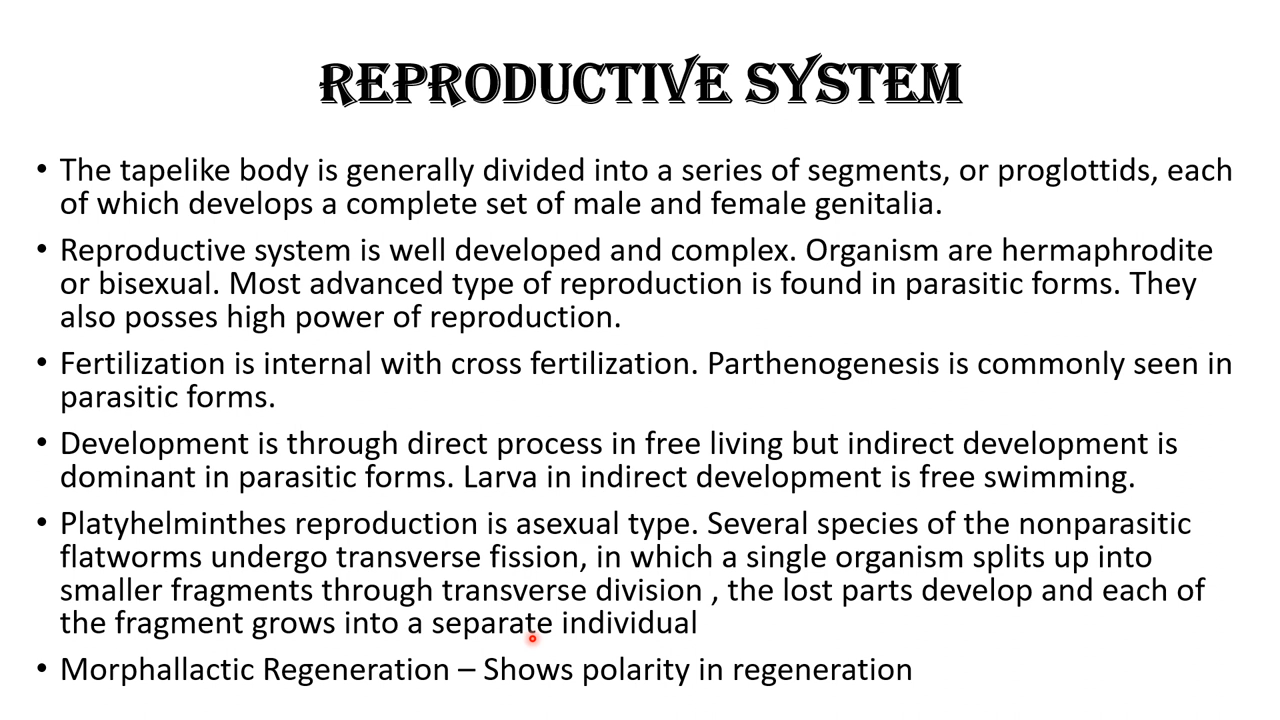 REPRODUCTIVE SYSTEM
• The tapelike body is generally divided into a series of segments, or proglottids, each
of which develops a complete set of male and female genitalia.
• Reproductive system is well developed and complex. Organism are hermaphrodite
or bisexual. Most advanced type of reproduction is found in parasitic forms. They
also posses high power of reproduction.
• Fertilization is internal with cross fertilization. Parthenogenesis is commonly seen in
parasitic forms.
• Development is through direct process in free living but indirect development is
dominant in parasitic forms. Larva in indirect development is free swimming.
• Platyhelminthes reproduction is asexual type. Several species of the nonparasitic
flatworms undergo transverse fission, in which a single organism splits up into
smaller fragments through transverse division , the lost parts develop and each of
the fragment grows into a separate individual
• Morphallactic Regeneration – Shows polarity in regeneration